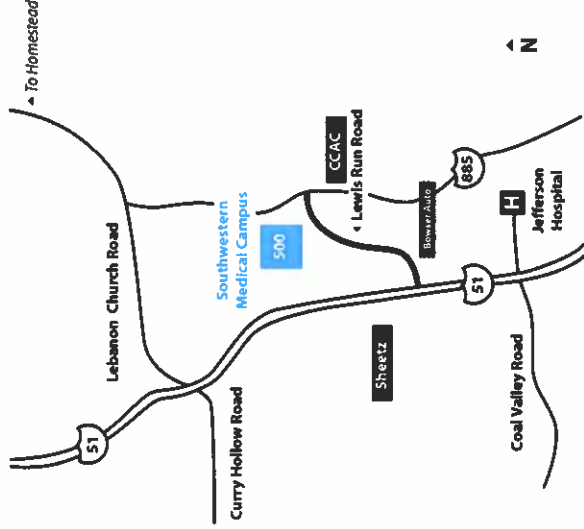 To Homestead
Lebanon Church Road
51
Curry Hollow Road
Southwestern
Medical Campus
500
CCAC
Lewis Run Road
Bowser Auto
885
Sheetz
51
H
Jefferson
Hospital
Coal Valley Road
N